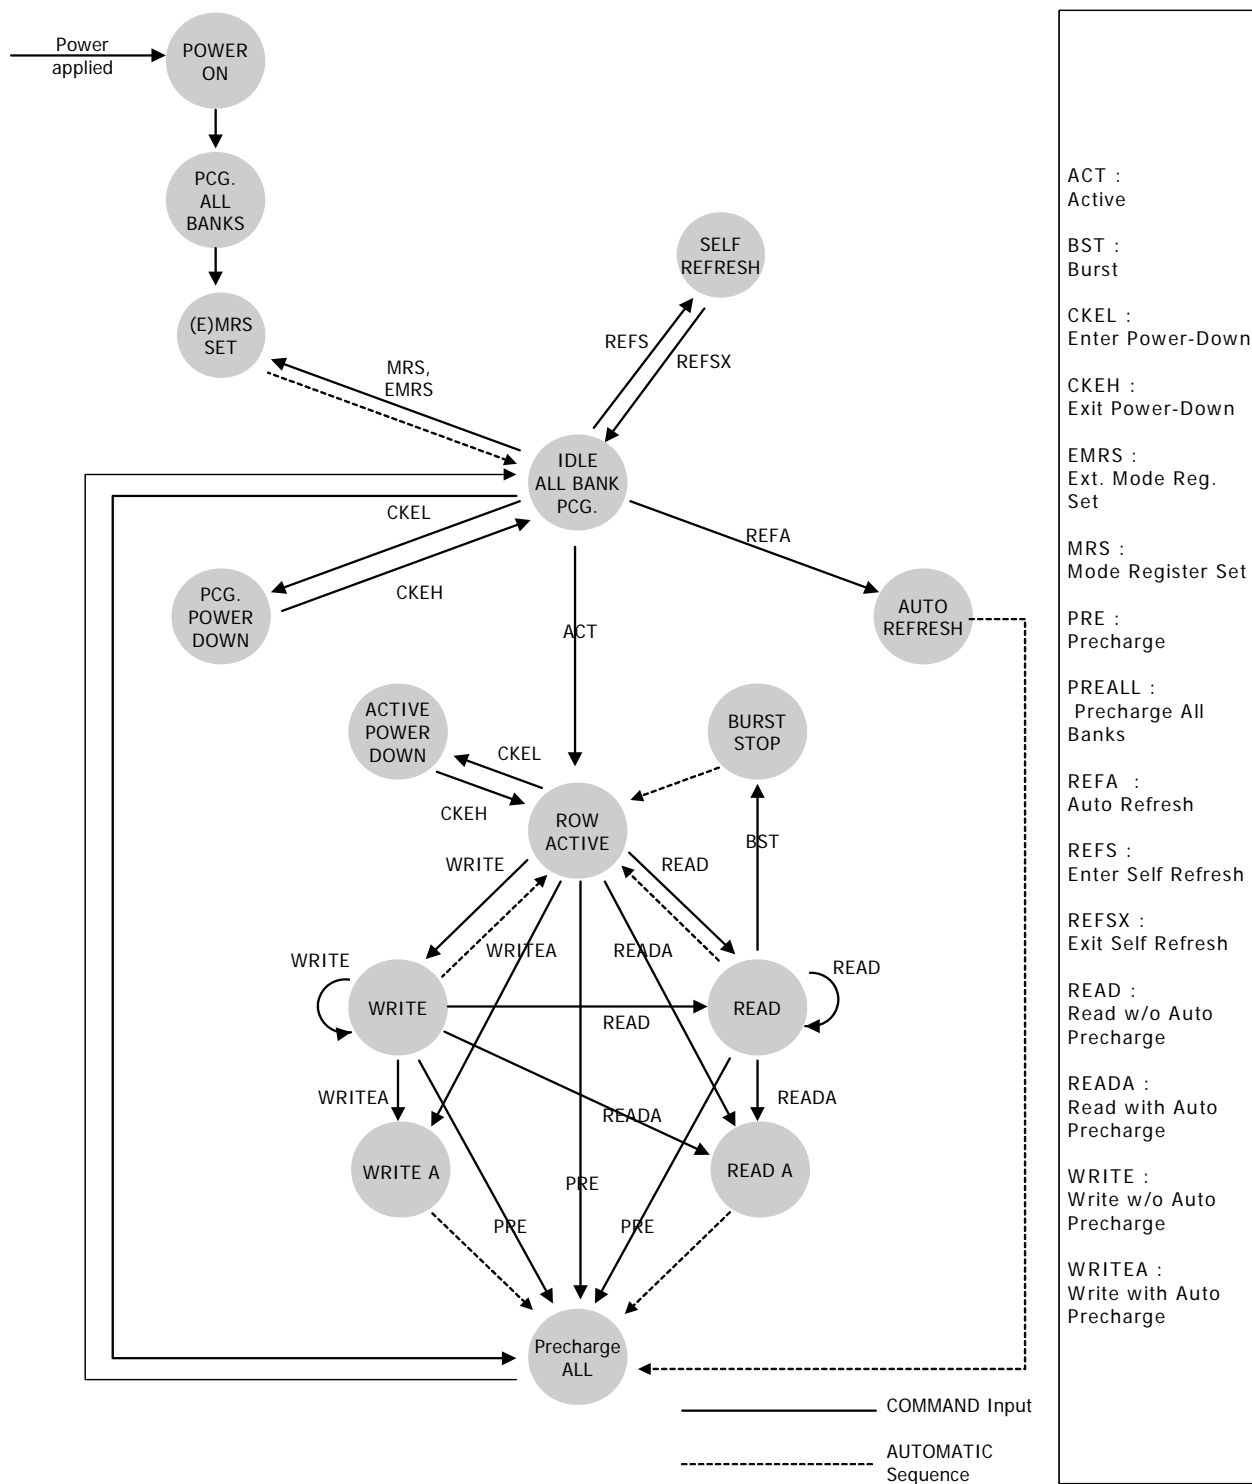 Power
applied
POWER
ON
PCG.
ALL
BANKS
SELF
REFRESH
(E)MRS
SET
MRS,
EMRS
REFS
REFSX
IDLE
ALL BANK
PCG.
CKEL
REFA
CKEH
PCG.
POWER
DOWN
AUTO
REFRESH
ACT
ACTIVE
POWER
DOWN
BURST
STOP
CKEL
CKEH
ROW
ACTIVE
BST
WRITE
READ
WRITEA
READA
WRITE
READ
WRITE
READ
READ
WRITEA
READA
READA
WRITE A
READ A
PRE
PRE
PRE
Precharge
ALL
COMMAND Input
AUTOMATIC
Sequence
ACT :
Active
BST :
Burst
CKEL :
Enter Power-Down
CKEH :
Exit Power-Down
EMRS :
Ext. Mode Reg.
Set
MRS :
Mode Register Set
PRE :
Precharge
PREALL :
Precharge All
Banks
REFA :
Auto Refresh
REFS :
Enter Self Refresh
REFSX :
Exit Self Refresh
READ :
Read w/o Auto
Precharge
READA :
Read with Auto
Precharge
WRITE :
Write w/o Auto
Precharge
WRITEA :
Write with Auto
Precharge